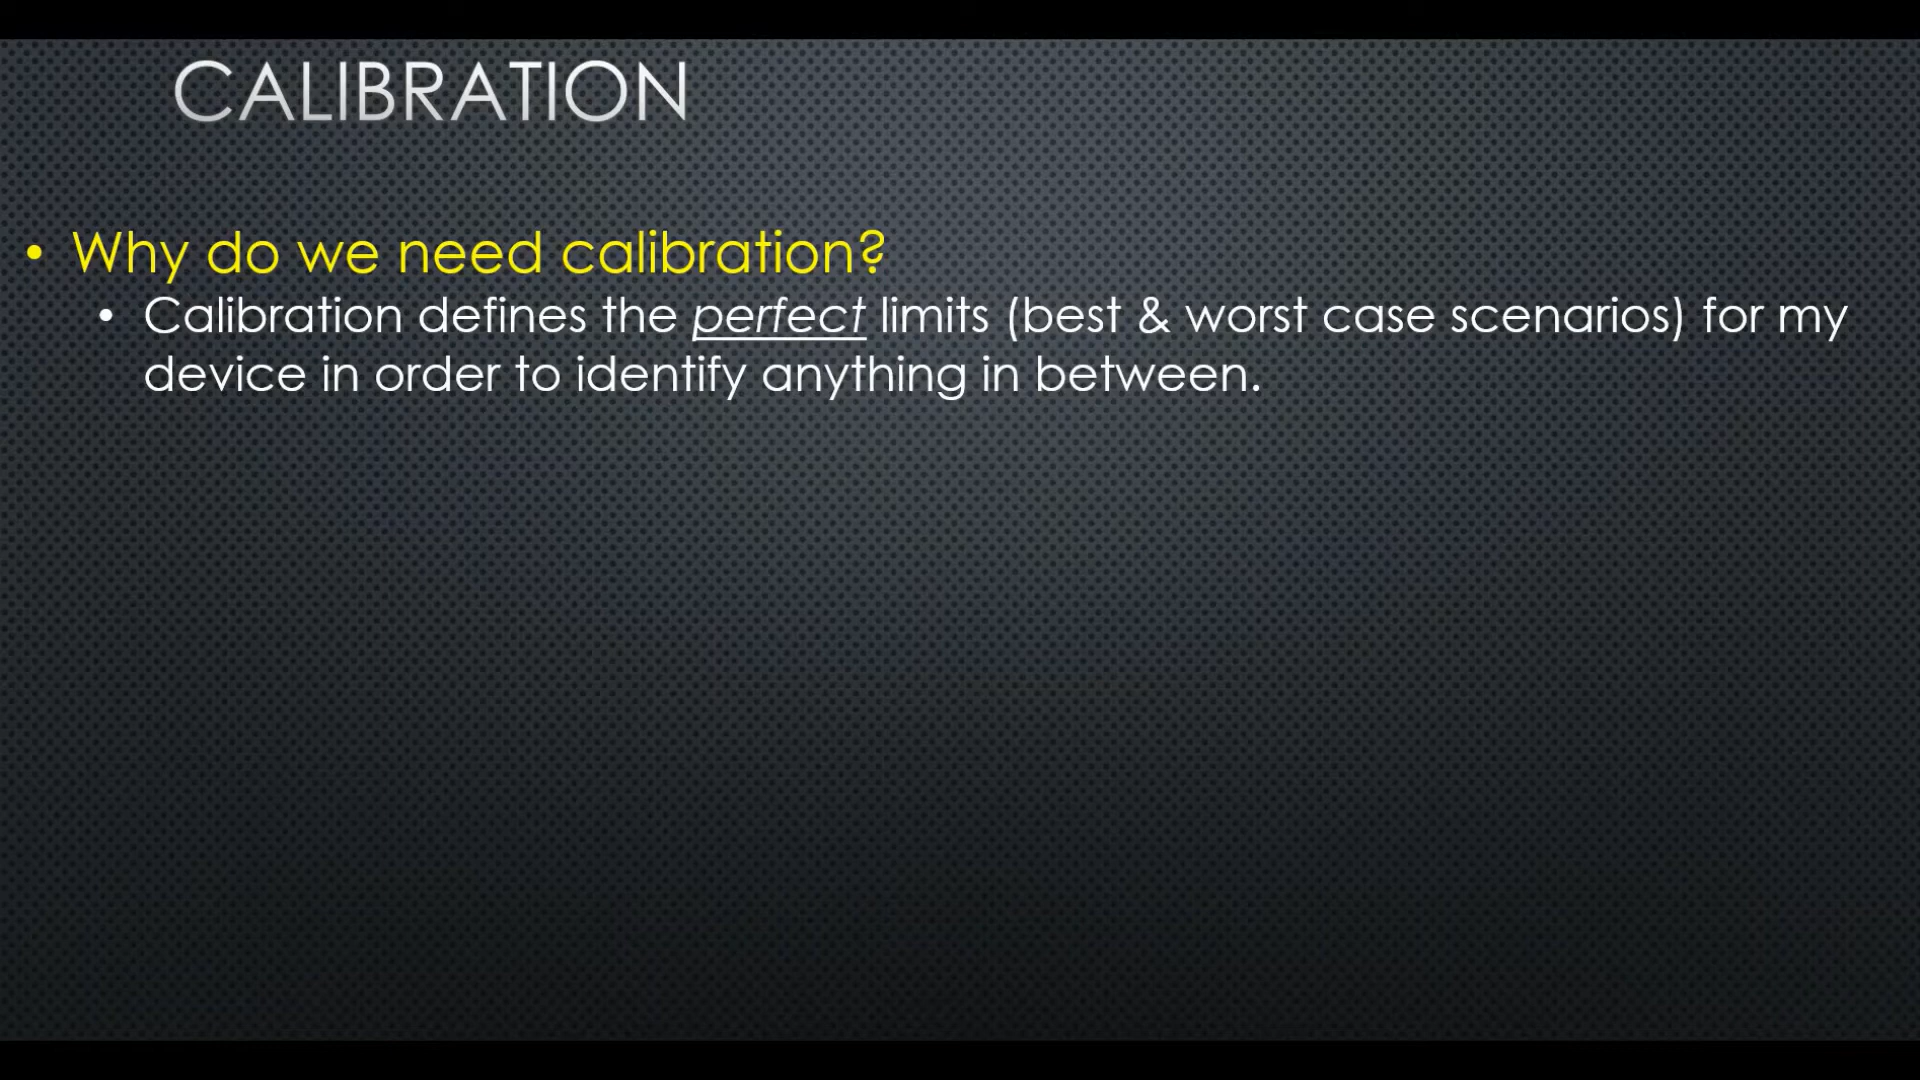 CALIBRATION
• Why do we need calibration?
• Calibration defines the perfect limits (best & worst case scenarios) for my
device in order to identify anything in between.